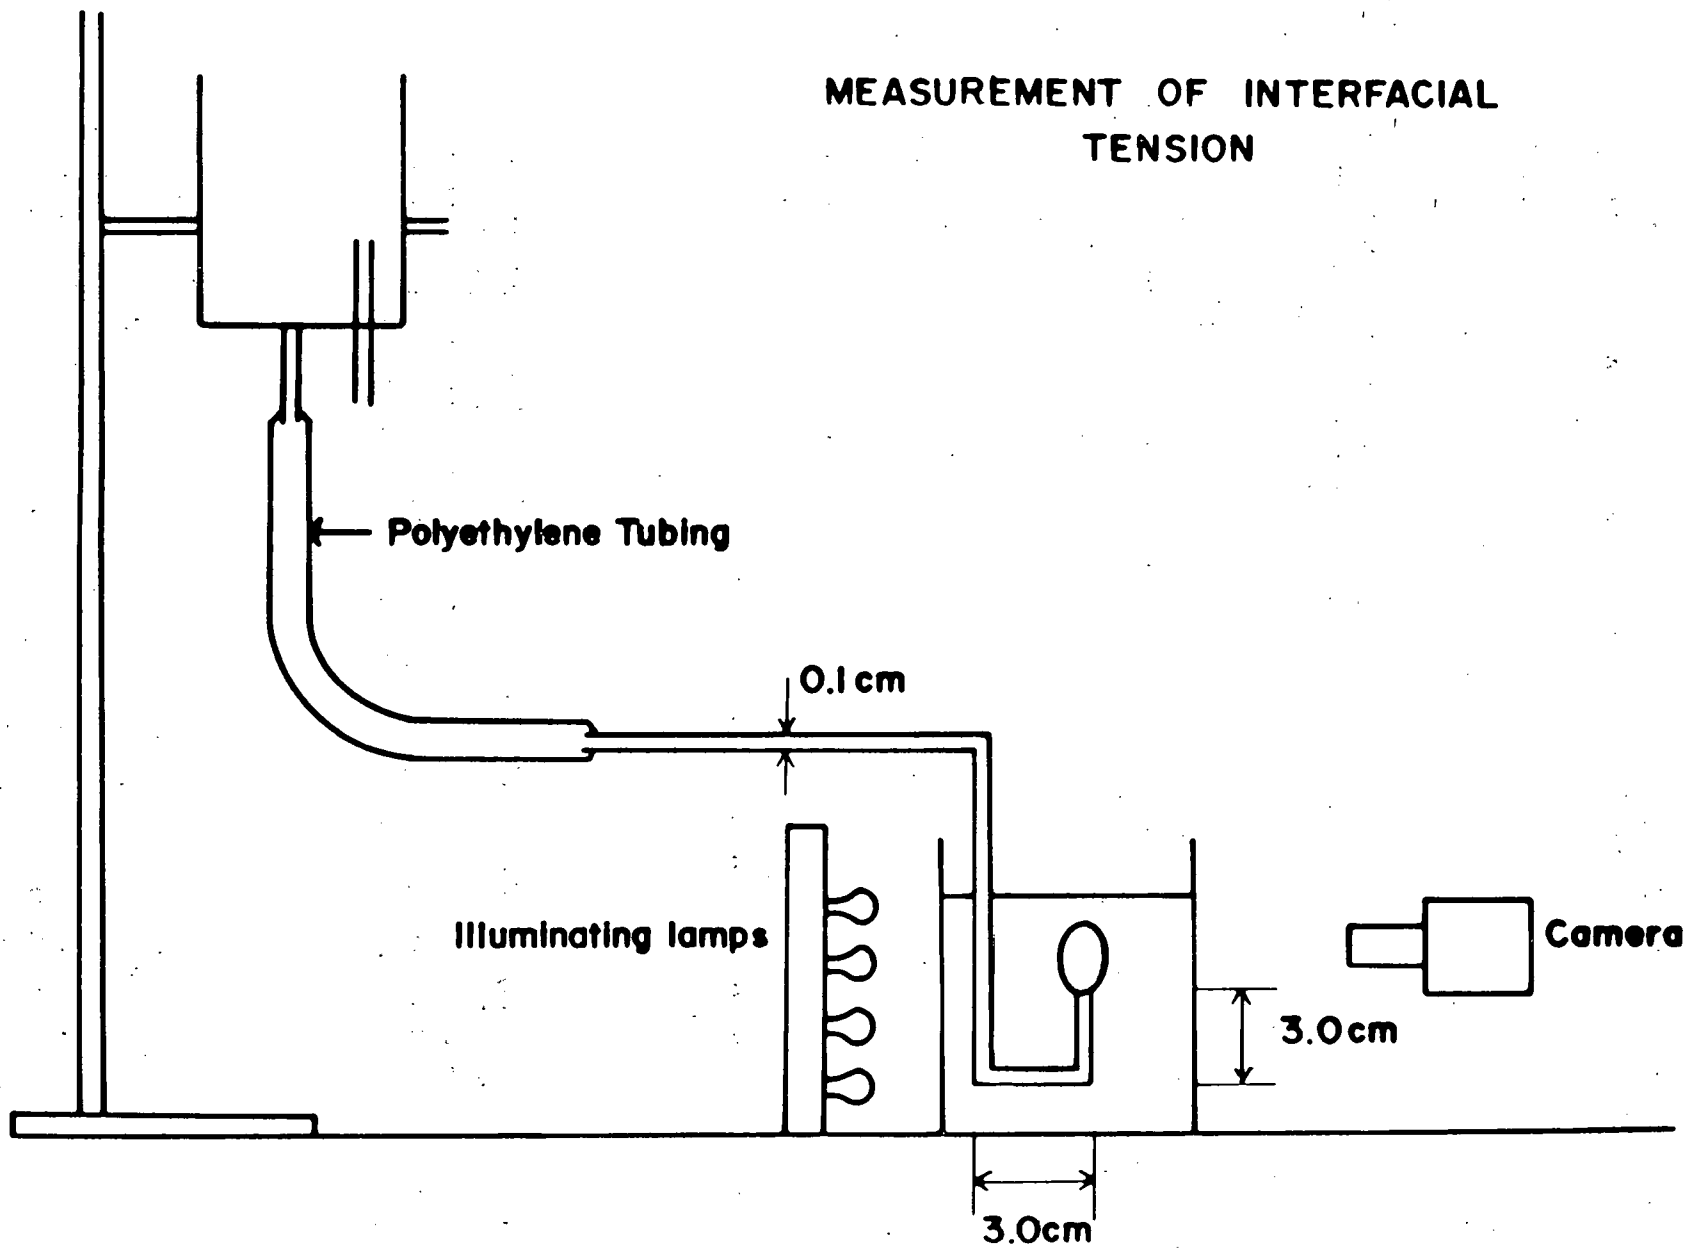 MEASUREMENT OF INTERFACIAL
TENSION
Polyethylene Tubing
0.1 cm
Illuminating lamps
Camera
3.0cm
3.0cm